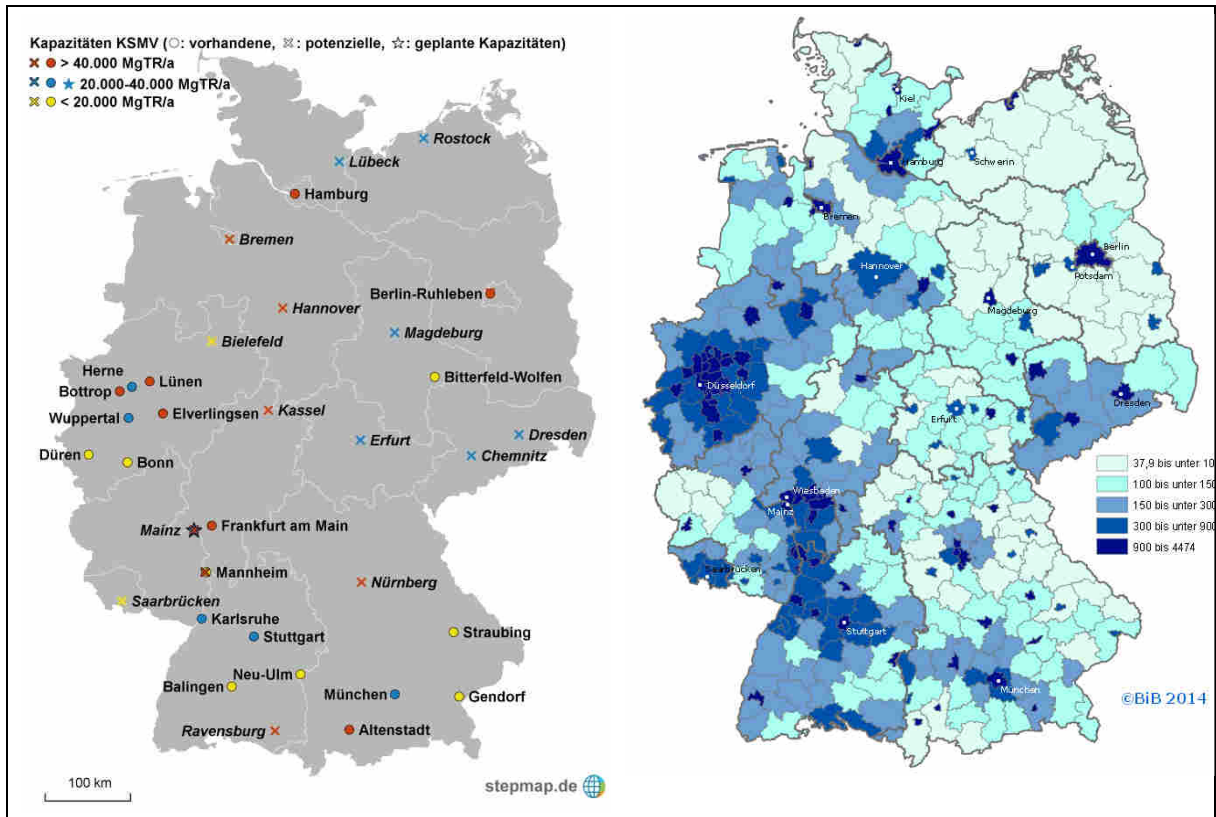 Kapazitäten KSMV (○: vorhandene, ×: potenzielle, ☆: geplante Kapazitäten)
> 40.000 MgTR/a
20.000-40.000 MgTR/a
< 20.000 MgTR/a
Rostock
Lübeck
Hamburg
Bremen
Berlin-Ruhleben
Hannover
Magdeburg
Bielefeld
Herne
Lünen
Bottrop
Bitterfeld-Wolfen
Wuppertal
Elverlingsen
Kassel
Erfurt
Dresden
Düren
Bonn
Chemnitz
Mainz
Frankfurt am Main
Mannheim
Nürnberg
Saarbrücken
Karlsruhe
Stuttgart
Straubing
Neu-Ulm
Balingen
München
Gendorf
Ravensburg
Altenstadt
100 km
stepmap.de
Kiel
Hamburg
Schwerin
Bremen
Berlin
Hannover
Potsdam
Magdeburg
Düsseldorf
Dresden
Erfurt
Wiesbaden
Mainz
Saarbrücken
Stuttgart
München
37,9 bis unter 10
100 bis unter 150
150 bis unter 300
300 bis unter 900
900 bis 4474
©BiB 2014